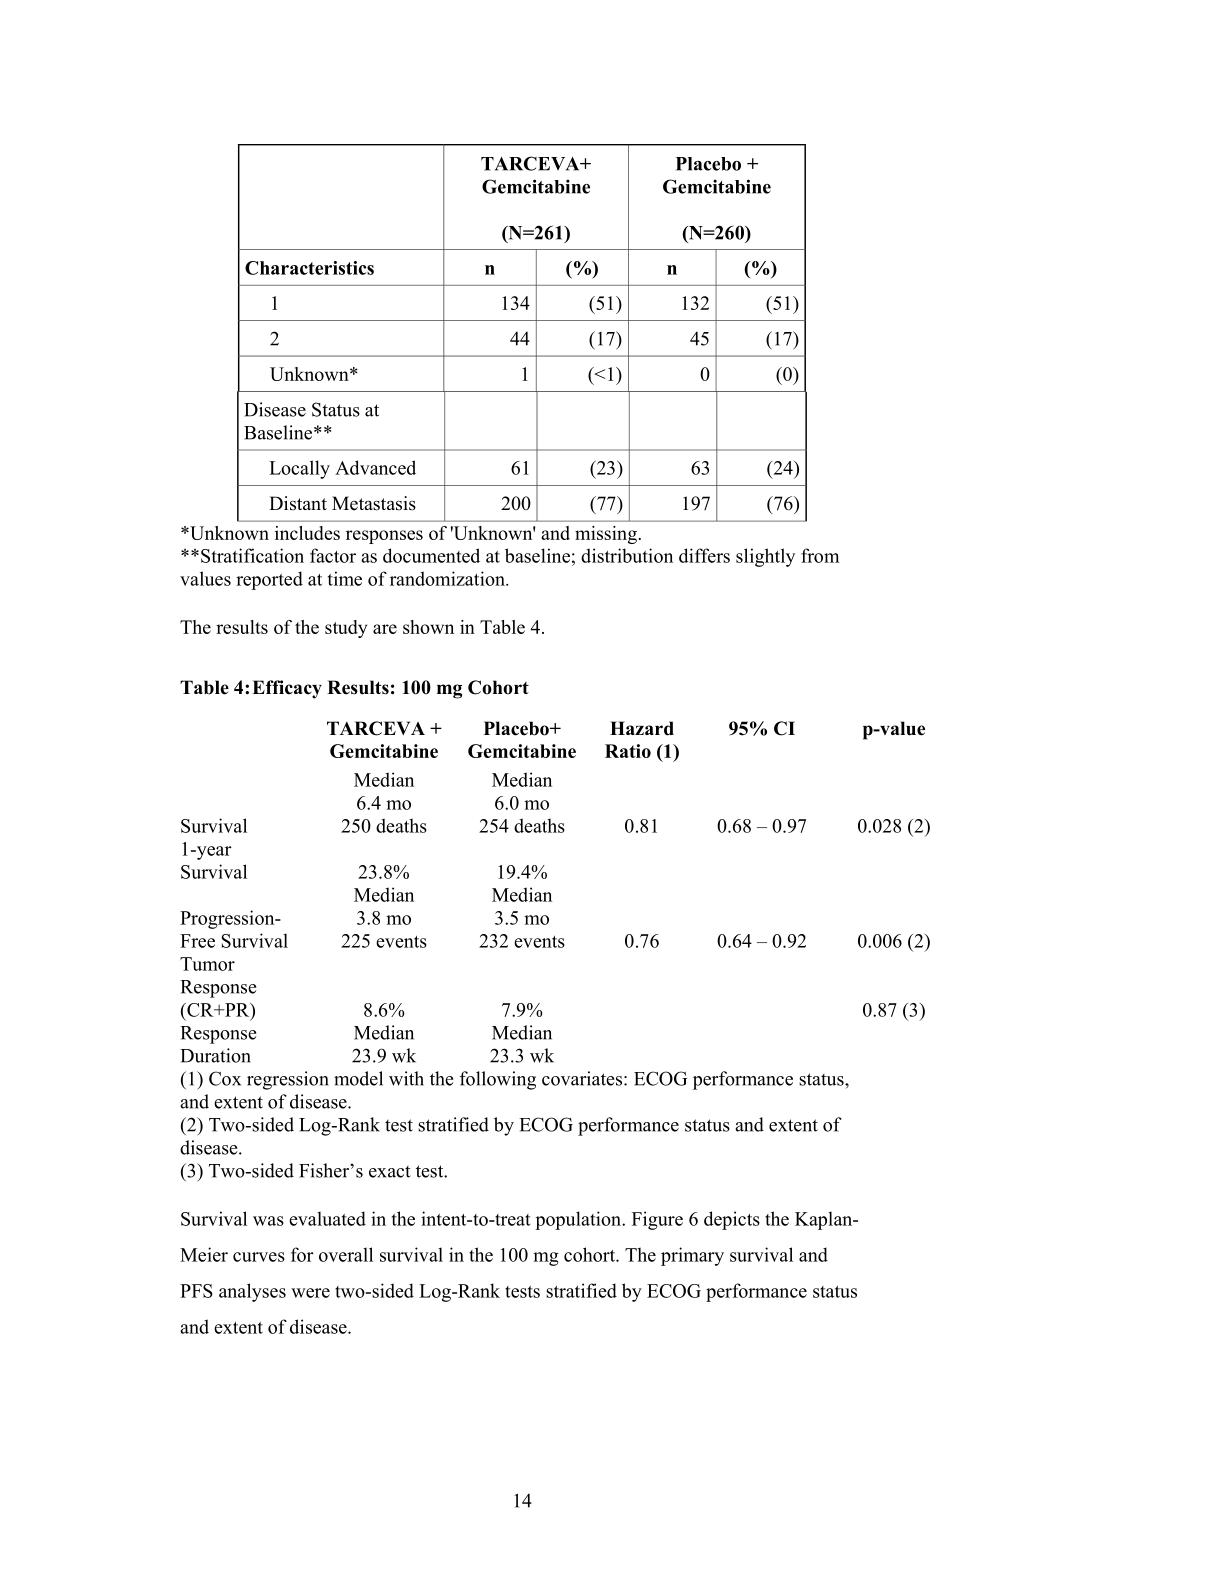 TARCEVA+ Gemcitabine (N=261) Placebo + Gemcitabine (N=260)
Characteristics n (%) n (%)
1 134 (51) 132 (51)
2 44 (17) 45 (17)
Unknown* 1 (<1) 0 (0)
Disease Status at
Baseline**
Locally Advanced 61 (23) 63 (24)
Distant Metastasis 200 (77) 197 (76)
*Unknown includes responses of 'Unknown' and missing.
**Stratification factor as documented at baseline; distribution differs slightly from
values reported at time of randomization.
The results of the study are shown in Table 4.
Table 4:Efficacy Results: 100 mg Cohort
TARCEVA + Placebo+ Hazard 95% CI p-value
Gemcitabine Gemcitabine Ratio (1)
Median Median
6.4 mo 6.0 mo
Survival 250 deaths 254 deaths 0.81 0.68 – 0.97 0.028 (2)
1-year
Survival 23.8% 19.4%
Median Median
Progression- 3.8 mo 3.5 mo
Free Survival 225 events 232 events 0.76 0.64 – 0.92 0.006 (2)
Tumor
Response
(CR+PR) 8.6% 7.9% 0.87 (3)
Response Median Median
Duration 23.9 wk 23.3 wk
(1) Cox regression model with the following covariates: ECOG performance status,
and extent of disease.
(2) Two-sided Log-Rank test stratified by ECOG performance status and extent of
disease.
(3) Two-sided Fisher’s exact test.
Survival was evaluated in the intent-to-treat population. Figure 6 depicts the Kaplan-
Meier curves for overall survival in the 100 mg cohort. The primary survival and
PFS analyses were two-sided Log-Rank tests stratified by ECOG performance status
and extent of disease.
14